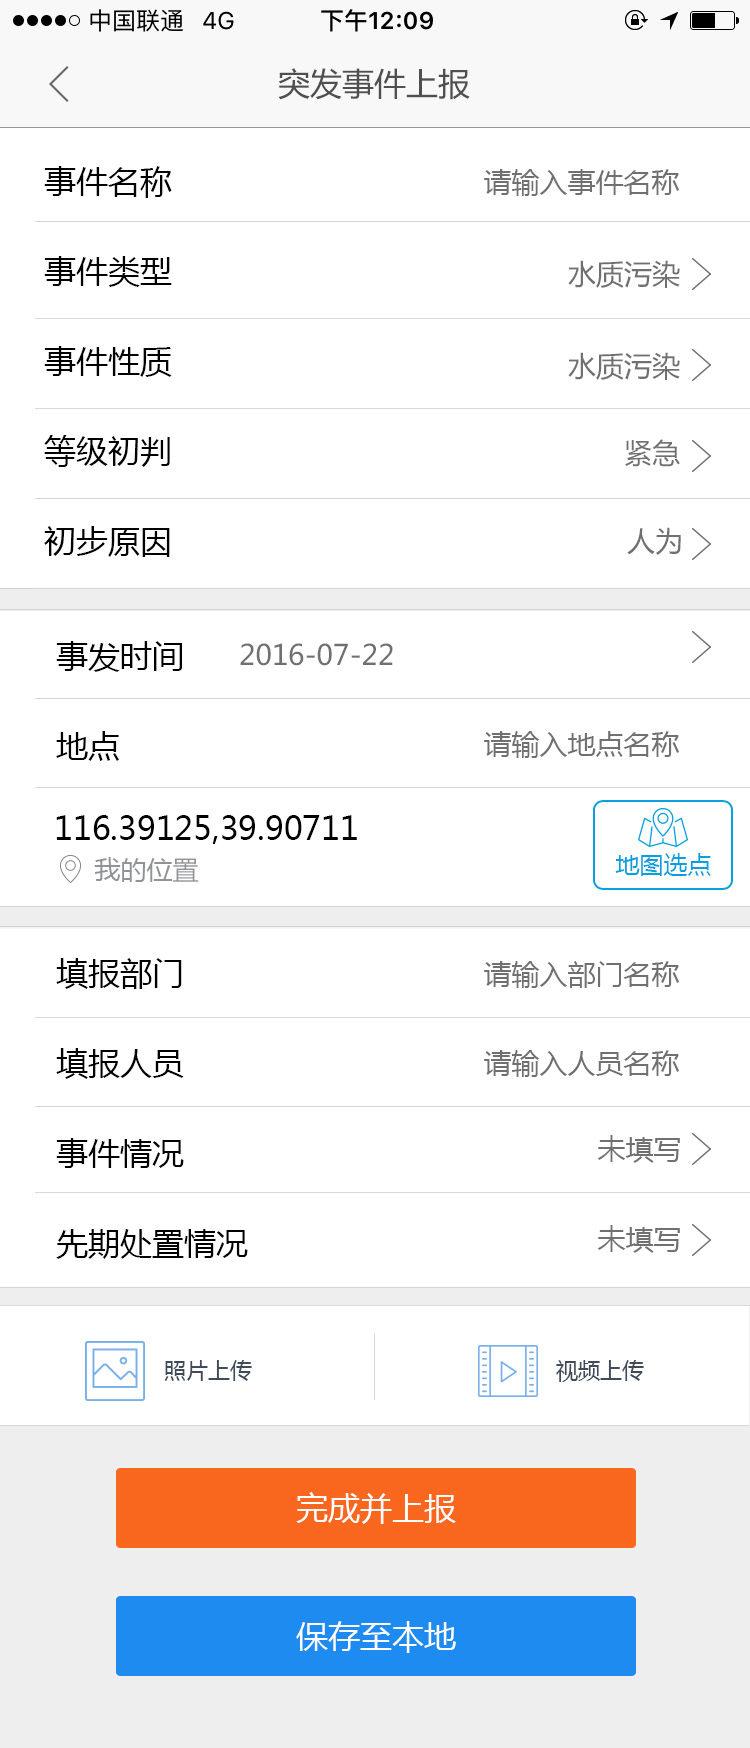 中国联通 4G 下午12:09
突发事件上报
事件名称 请输入事件名称
事件类型 水质污染
事件性质 水质污染
等级初判 紧急
初步原因 人为
事发时间 2016-07-22
地点 请输入地点名称
116.39125,39.90711
我的位置
地图选点
填报部门 请输入部门名称
填报人员 请输入人员名称
事件情况 未填写
先期处置情况 未填写
照片上传 视频上传
完成并上报
保存至本地